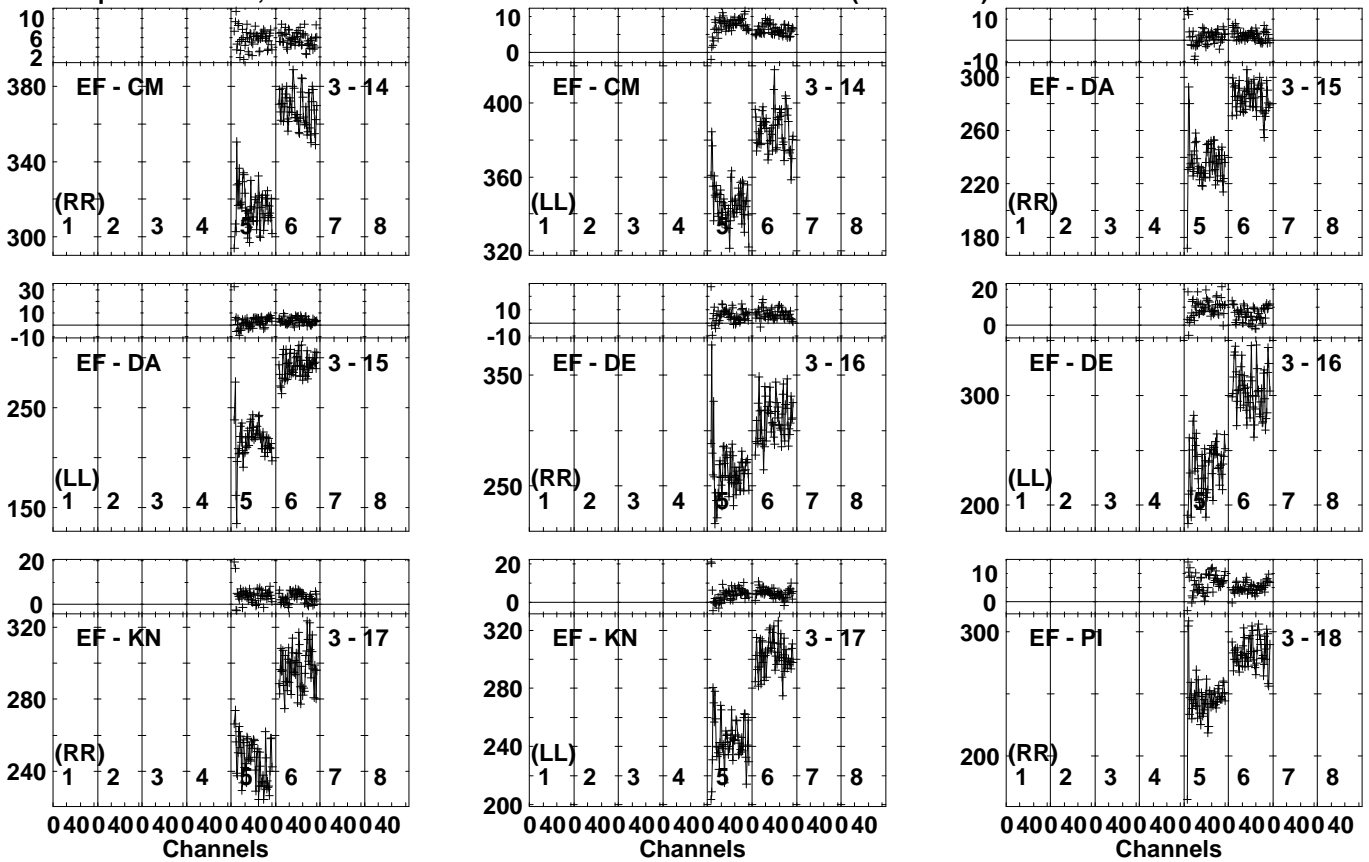 10
6
2
EF - CM 3 - 14
380
340
300
(RR)
1 2 3 4 5 6 7 8
10
0
EF - CM 3 - 14
400
360
320
(LL)
1 2 3 4 5 6 7 8
10
-10
EF - DA 3 - 15
300
260
220
180
(RR)
1 2 3 4 5 6 7 8
30
10
-10
EF - DA 3 - 15
250
150
(LL)
1 2 3 4 5 6 7 8
10
-10
EF - DE 3 - 16
350
250
(RR)
1 2 3 4 5 6 7 8
20
0
EF - DE 3 - 16
300
200
(LL)
1 2 3 4 5 6 7 8
20
0
EF - KN 3 - 17
320
280
240
(RR)
1 2 3 4 5 6 7 8
0 40 0 40 0 40 0 40 0 40 0 40 0 40 0 40
Channels
20
0
EF - KN 3 - 17
320
280
240
200
(LL)
1 2 3 4 5 6 7 8
0 40 0 40 0 40 0 40 0 40 0 40 0 40 0 40
Channels
10
0
EF - PI 3 - 18
300
200
(RR)
1 2 3 4 5 6 7 8
0 40 0 40 0 40 0 40 0 40 0 40 0 40 0 40
Channels